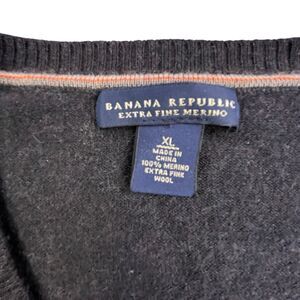 BANANA REPUBLIC
EXTRA FINE MERINO
XL
MADE IN
CHINA
100% MERINO
EXTRA FINE
WOOL